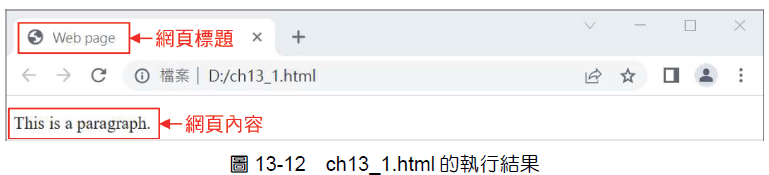 Web page 網頁標題
檔案 D:/ch13_1.html
This is a paragraph. 網頁內容
圖 13-12 ch13_1.html 的執行結果